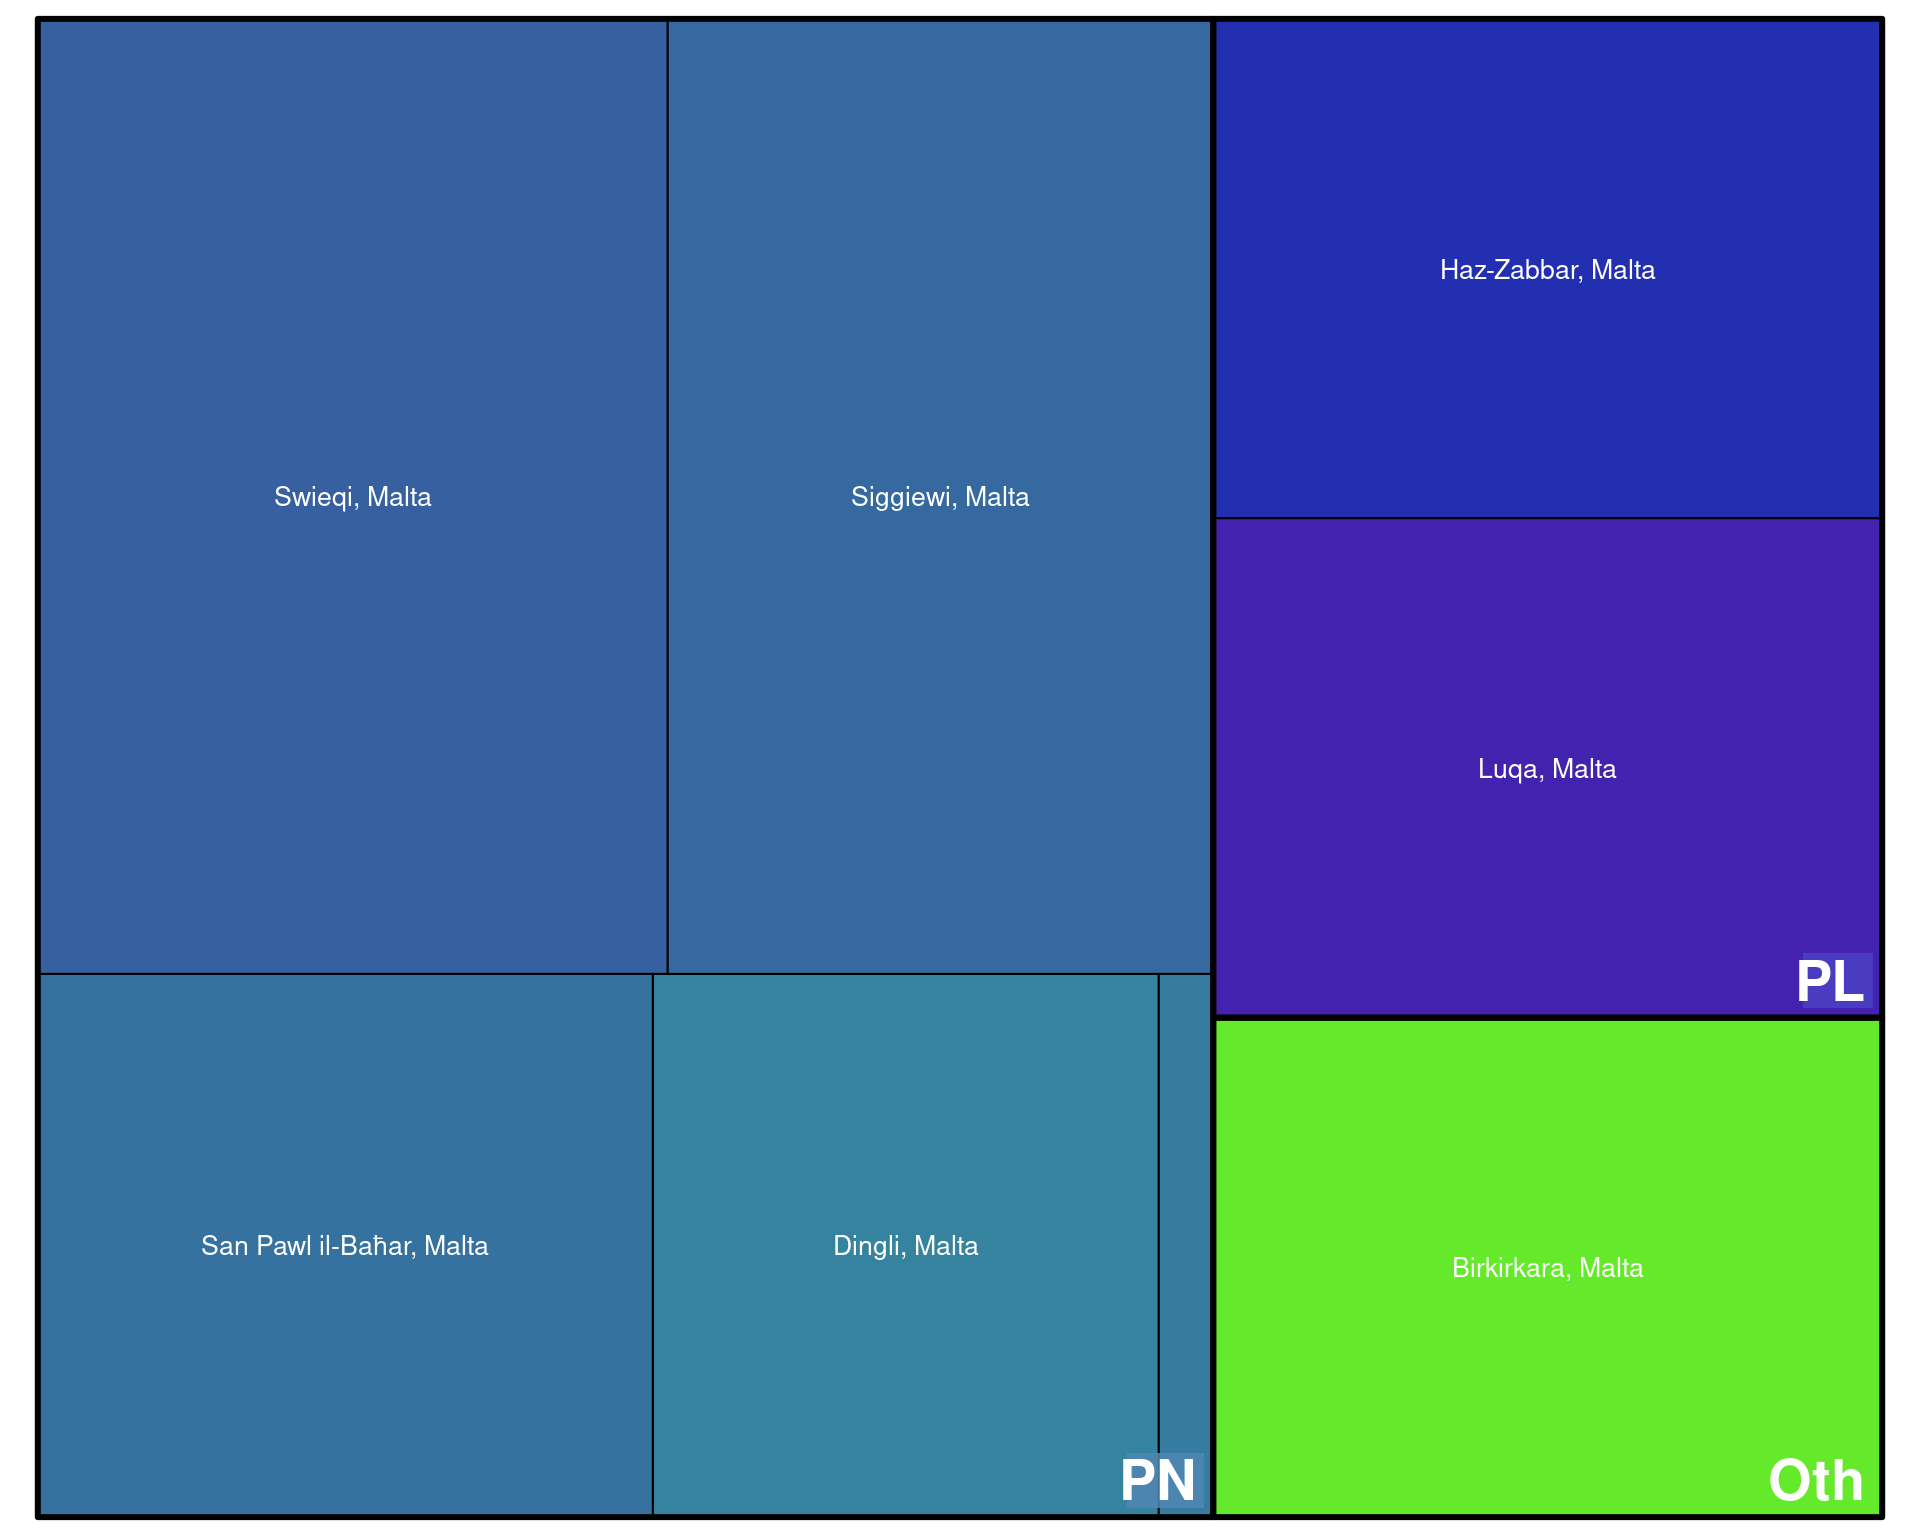 Swieqi, Malta
Siggiewi, Malta
Haz-Zabbar, Malta
Luqa, Malta
PL
San Pawl il-Baħar, Malta
Dingli, Malta
PN
Birkirkara, Malta
Oth